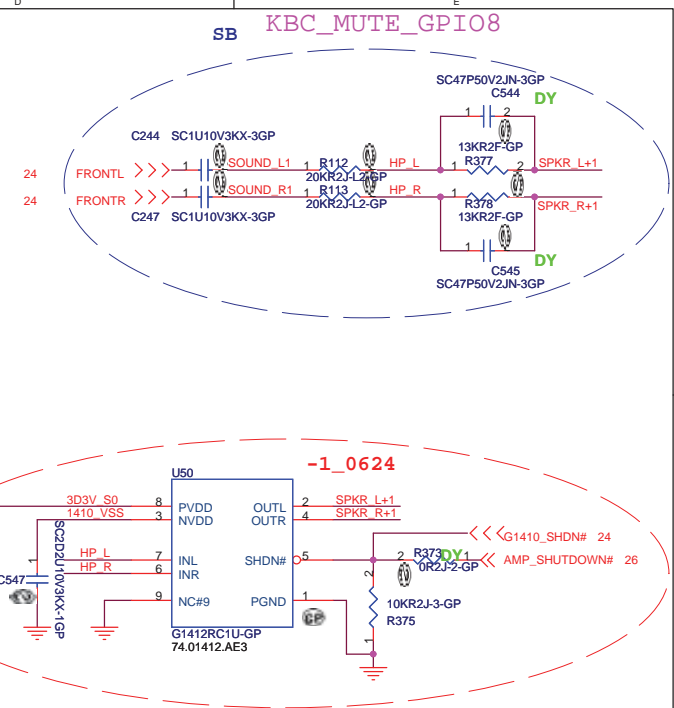 D
E
KBC_MUTE_GPIO8
SB
SC47P50V2JN-3GP
C544
DY
1
2
C244 SC1U10V3KX-3GP
13KR2F-GP
24 FRONTL 1 SOUND_L1 1 R112 HP_L 1 R377 2 SPKR_L+1
20KR2J-L2-GP
24 FRONTR 1 SOUND_R1 1 R113 HP_R 1 R378 SPKR_R+1
20KR2J-L2-GP
13KR2F-GP
C247 SC1U10V3KX-3GP
1
2
C545
DY
SC47P50V2JN-3GP
-1_0624
U50
3D3V_S0 8 PVDD OUTL 2 SPKR_L+1
1410_VSS 3 NVDD OUTR 4 SPKR_R+1
G1410_SHDN# 24
HP_L 7 INL SHDN# 5 2 R373 DY 1 AMP_SHUTDOWN# 26
0R2J-2-GP
HP_R 6 INR
1
C547
SC2D2U10V3KX-1GP
2
9 NC#9 PGND 1
10KR2J-3-GP
R375
1
G1412RC1U-GP
74.01412.AE3